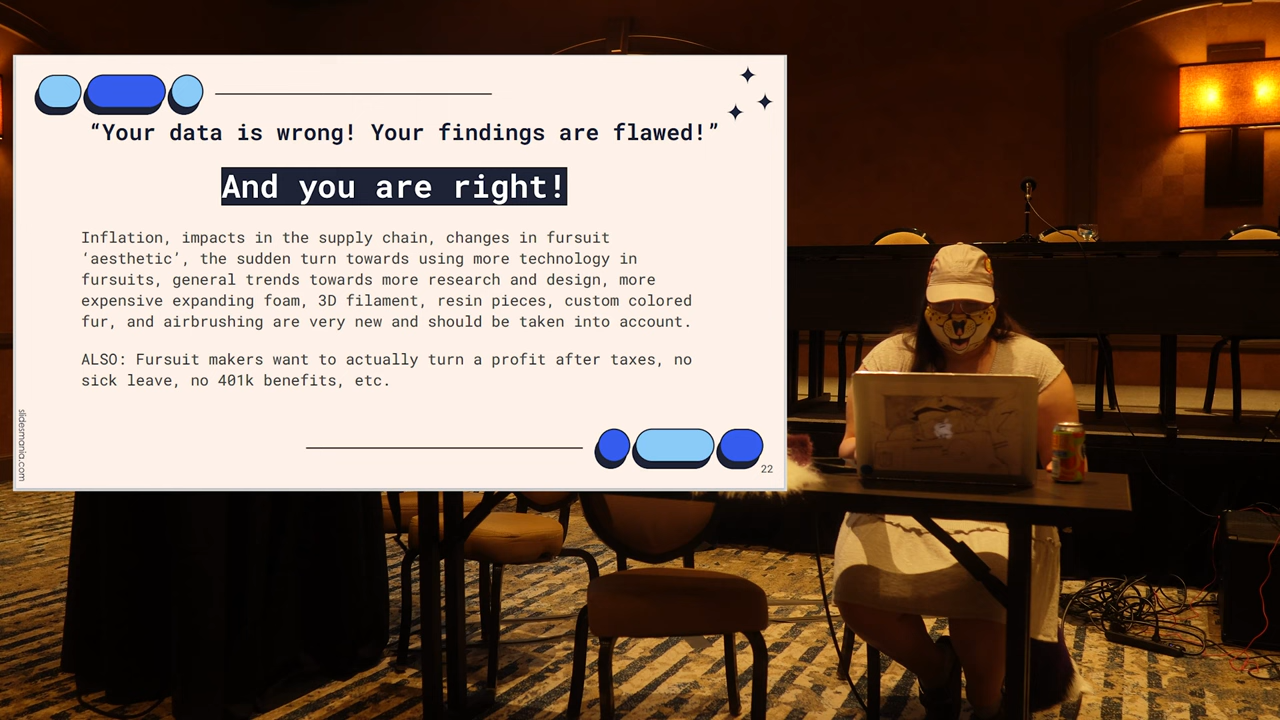 “Your data is wrong! Your findings are flawed!”
And you are right!
Inflation, impacts in the supply chain, changes in fursuit
‘aesthetic’, the sudden turn towards using more technology in
fursuits, general trends towards more research and design, more
expensive expanding foam, 3D filament, resin pieces, custom colored
fur, and airbrushing are very new and should be taken into account.
ALSO: Fursuit makers want to actually turn a profit after taxes, no
sick leave, no 401k benefits, etc.
slidesmania.com
22